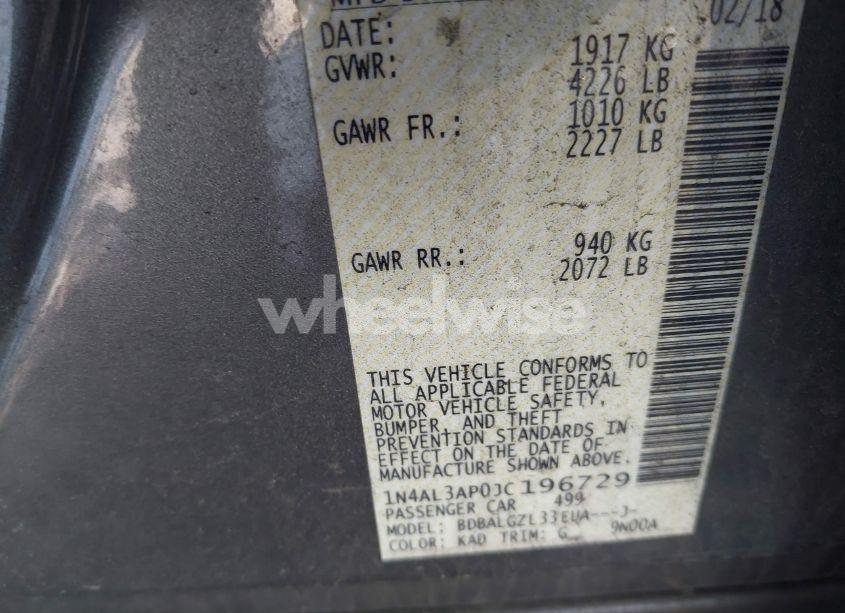 02/18
DATE:
GVWR: 1917 KG
4226 LB
GAWR FR.: 1010 KG
2227 LB
GAWR RR.: 940 KG
2072 LB
wheelwise
THIS VEHICLE CONFORMS TO
ALL APPLICABLE FEDERAL
MOTOR VEHICLE SAFETY,
BUMPER, AND THEFT
PREVENTION STANDARDS IN
EFFECT ON THE DATE OF
MANUFACTURE SHOWN ABOVE.
1N4AL3AP0JC196729
PASSENGER CAR 499
MODEL: BDBALGZL33EUA---J-
COLOR: KAD TRIM: G 9N00A